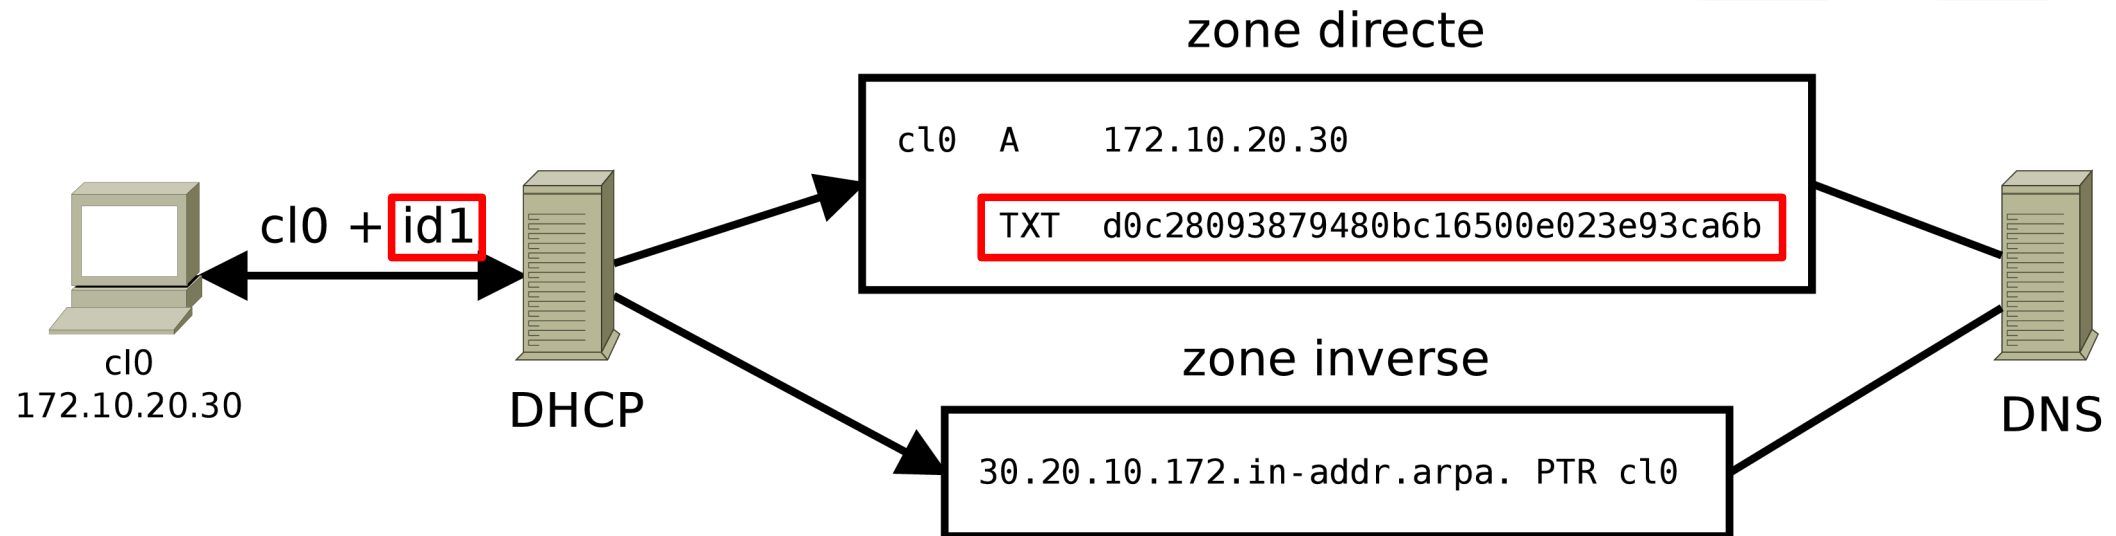 zone directe
cl0 A 172.10.20.30
cl0 + id1
TXT d0c28093879480bc16500e023e93ca6b
zone inverse
cl0
172.10.20.30
DHCP
DNS
30.20.10.172.in-addr.arpa. PTR cl0